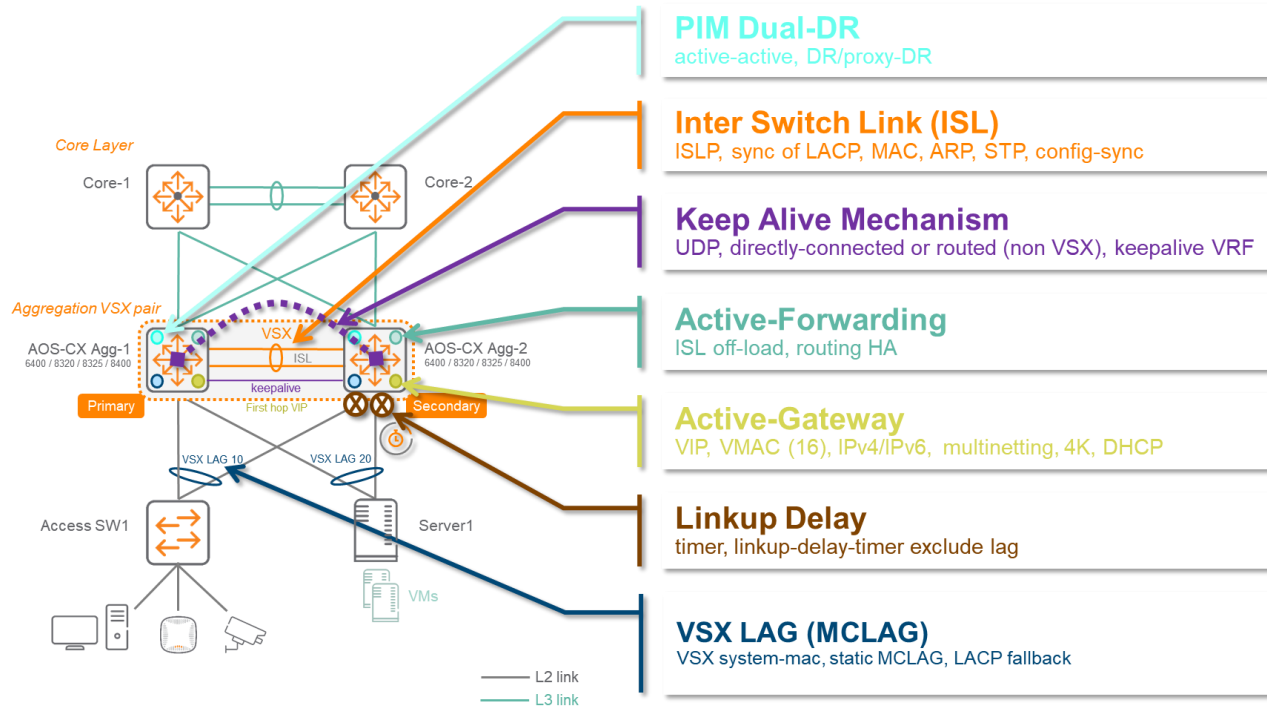 PIM Dual-DR
active-active, DR/proxy-DR
Inter Switch Link (ISL)
ISLP, sync of LACP, MAC, ARP, STP, config-sync
Keep Alive Mechanism
UDP, directly-connected or routed (non VSX), keepalive VRF
Active-Forwarding
ISL off-load, routing HA
Active-Gateway
VIP, VMAC (16), IPv4/IPv6, multinetting, 4K, DHCP
Linkup Delay
timer, linkup-delay-timer exclude lag
VSX LAG (MCLAG)
VSX system-mac, static MCLAG, LACP fallback
Core Layer
Core-1
Core-2
Aggregation VSX pair
VSX
AOS-CX Agg-1
6400 / 8320 / 8325 / 8400
ISL
AOS-CX Agg-2
6400 / 8320 / 8325 / 8400
keepalive
Primary
First hop VIP
Secondary
VSX LAG 10
VSX LAG 20
Access SW1
Server1
VMs
L2 link
L3 link